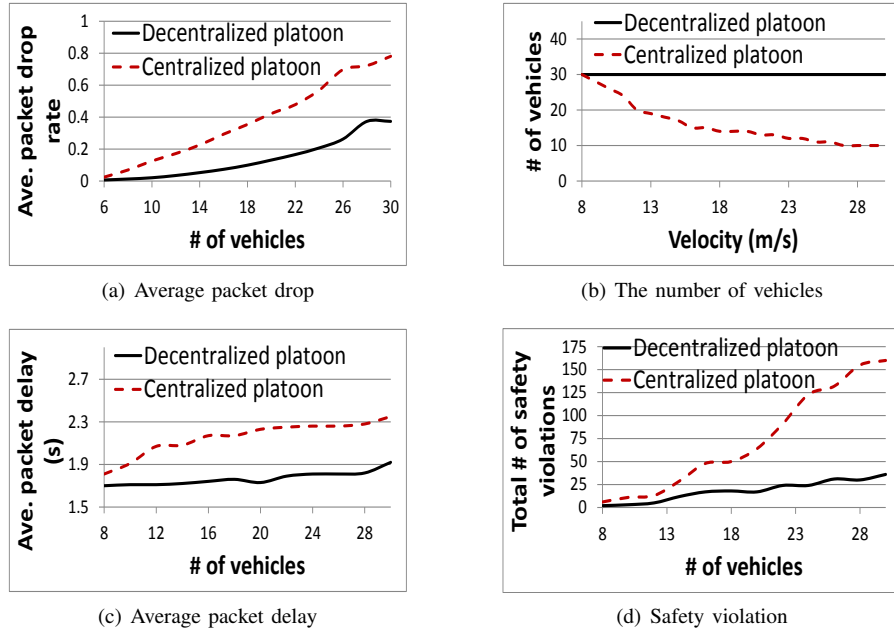 Ave. packet drop
rate
1
0.8
0.6
0.4
0.2
0
Decentralized platoon
Centralized platoon
6 10 14 18 22 26 30
# of vehicles
(a) Average packet drop
# of vehicles
40
30
20
10
0
Decentralized platoon
Centralized platoon
8 13 18 23 28
Velocity (m/s)
(b) The number of vehicles
Ave. packet delay
(s)
2.7
2.3
1.9
1.5
Decentralized platoon
Centralized platoon
8 12 16 20 24 28
# of vehicles
(c) Average packet delay
Total # of safety
violations
175
150
125
100
75
50
25
0
Decentralized platoon
Centralized platoon
8 13 18 23 28
# of vehicles
(d) Safety violation